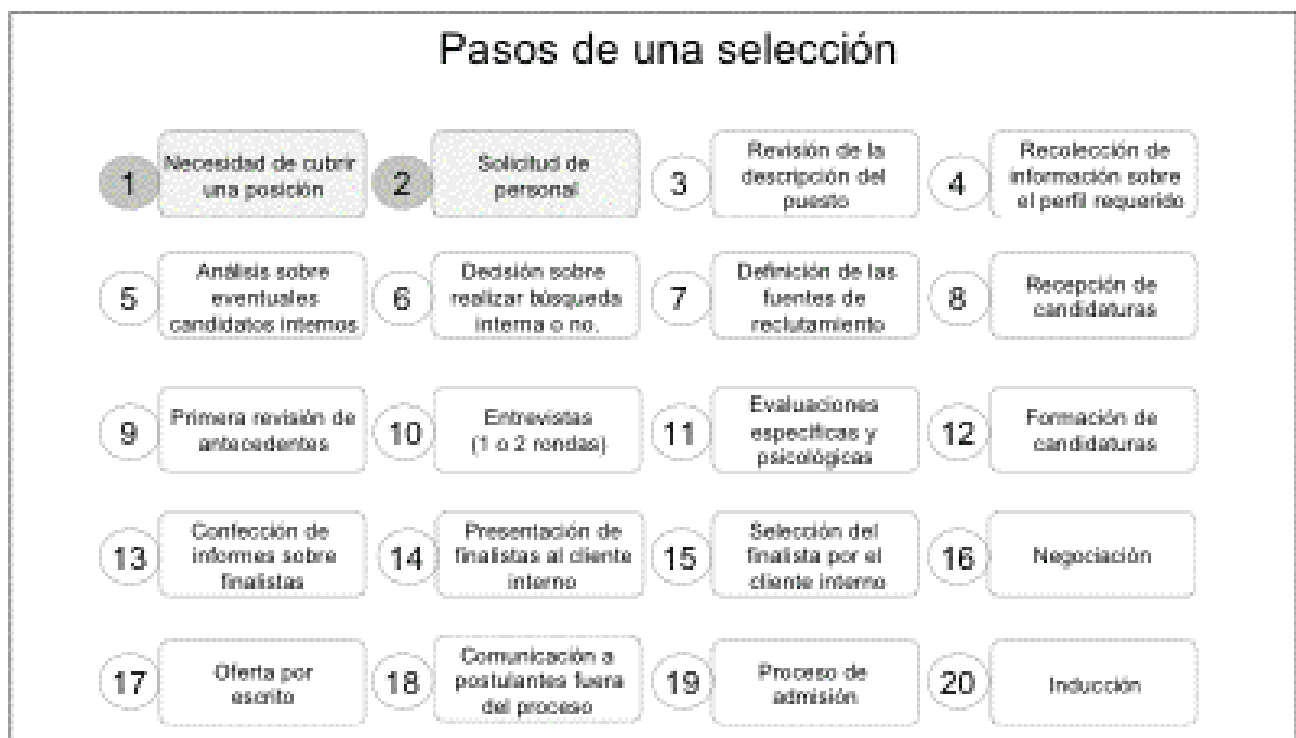 Pasos de una selección
1
Necesidad de cubrir
una posición
2
Solicitud de
personal
3
Revisión de la
descripción del
puesto
4
Recolección de
información sobre
el perfil requerido
5
Análisis sobre
eventuales
candidatos internos
6
Decisión sobre
realizar búsqueda
interna o no.
7
Definición de las
fuentes de
reclutamiento
8
Recepción de
candidaturas
9
Primera revisión de
antecedentes
10
Entrevistas
(1 o 2 rondas)
11
Evaluaciones
específicas y
psicológicas
12
Formación de
candidaturas
13
Confección de
informes sobre
finalistas
14
Presentación de
finalistas al cliente
interno
15
Selección del
finalista por el
cliente interno
16
Negociación
17
Oferta por
escrito
18
Comunicación a
postulantes fuera
del proceso
19
Proceso de
admisión
20
Inducción